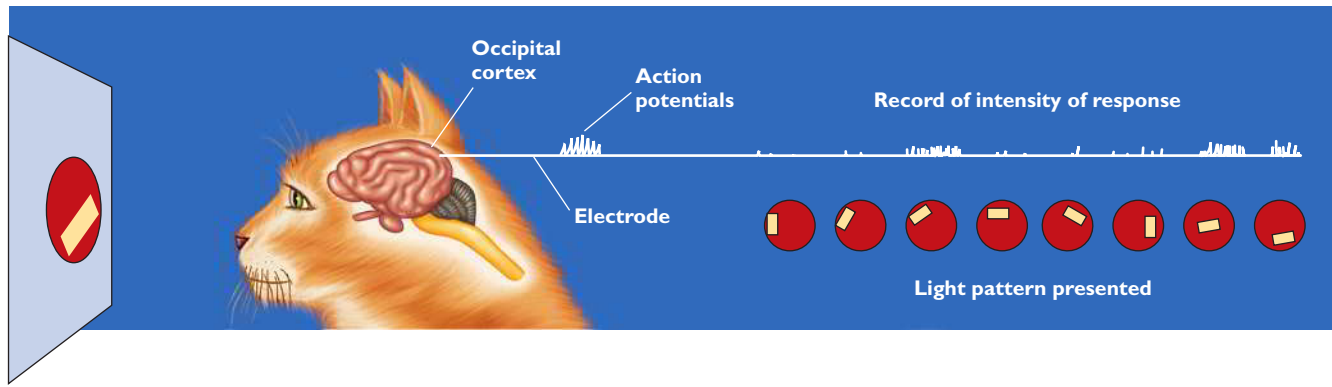 Occipital
cortex
Action
potentials
Record of intensity of response
Electrode
Light pattern presented